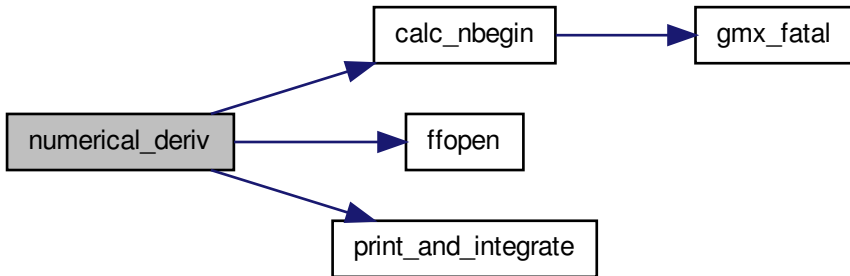 calc_nbegin
gmx_fatal
numerical_deriv
ffopen
print_and_integrate